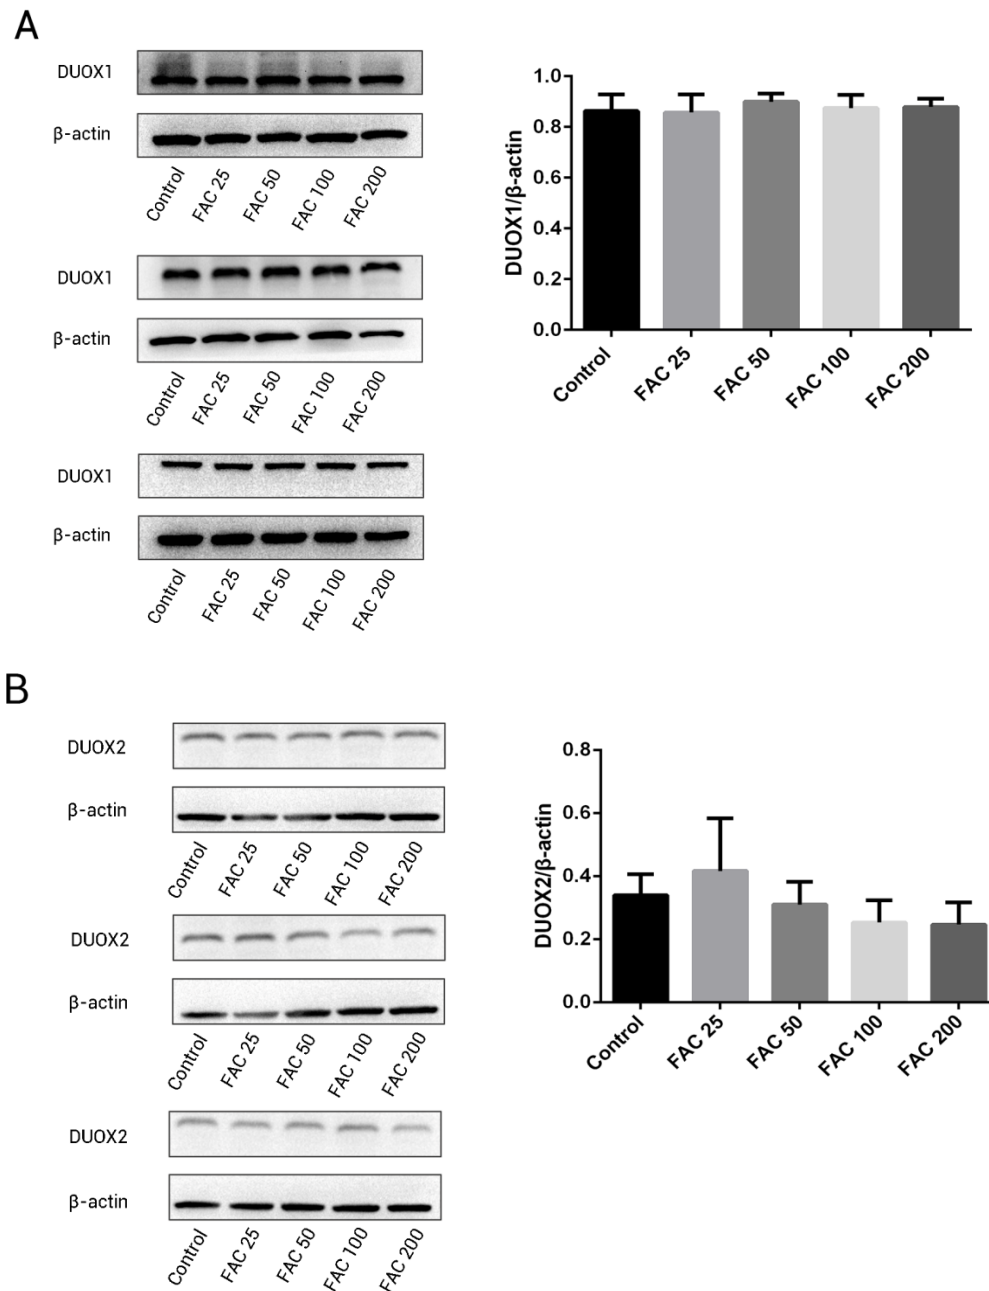 A
DUOX1
β-actin
Control
FAC 25
FAC 50
FAC 100
FAC 200
DUOX1
β-actin
Control
FAC 25
FAC 50
FAC 100
FAC 200
DUOX1
β-actin
Control
FAC 25
FAC 50
FAC 100
FAC 200
DUOX1/β-actin
1.0
0.8
0.6
0.4
0.2
0.0
Control
FAC 25
FAC 50
FAC 100
FAC 200
B
DUOX2
β-actin
Control
FAC 25
FAC 50
FAC 100
FAC 200
DUOX2
β-actin
Control
FAC 25
FAC 50
FAC 100
FAC 200
DUOX2
β-actin
Control
FAC 25
FAC 50
FAC 100
FAC 200
DUOX2/β-actin
0.8
0.6
0.4
0.2
0.0
Control
FAC 25
FAC 50
FAC 100
FAC 200